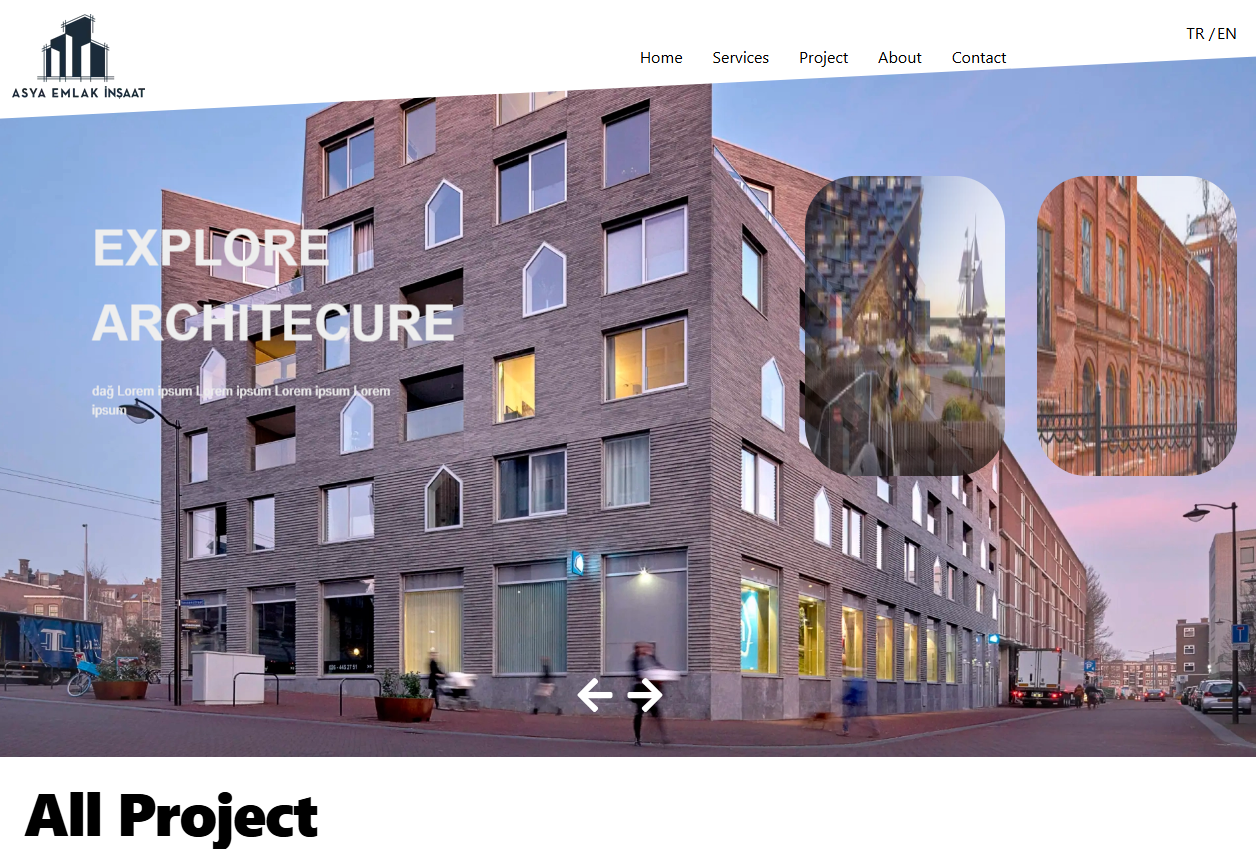 ASYA EMLAK İNŞAAT
TR / EN
Home Services Project About Contact
EXPLORE
ARCHITECURE
dağ Lorem ipsum Lorem ipsum Lorem ipsum Lorem
ipsum
All Project